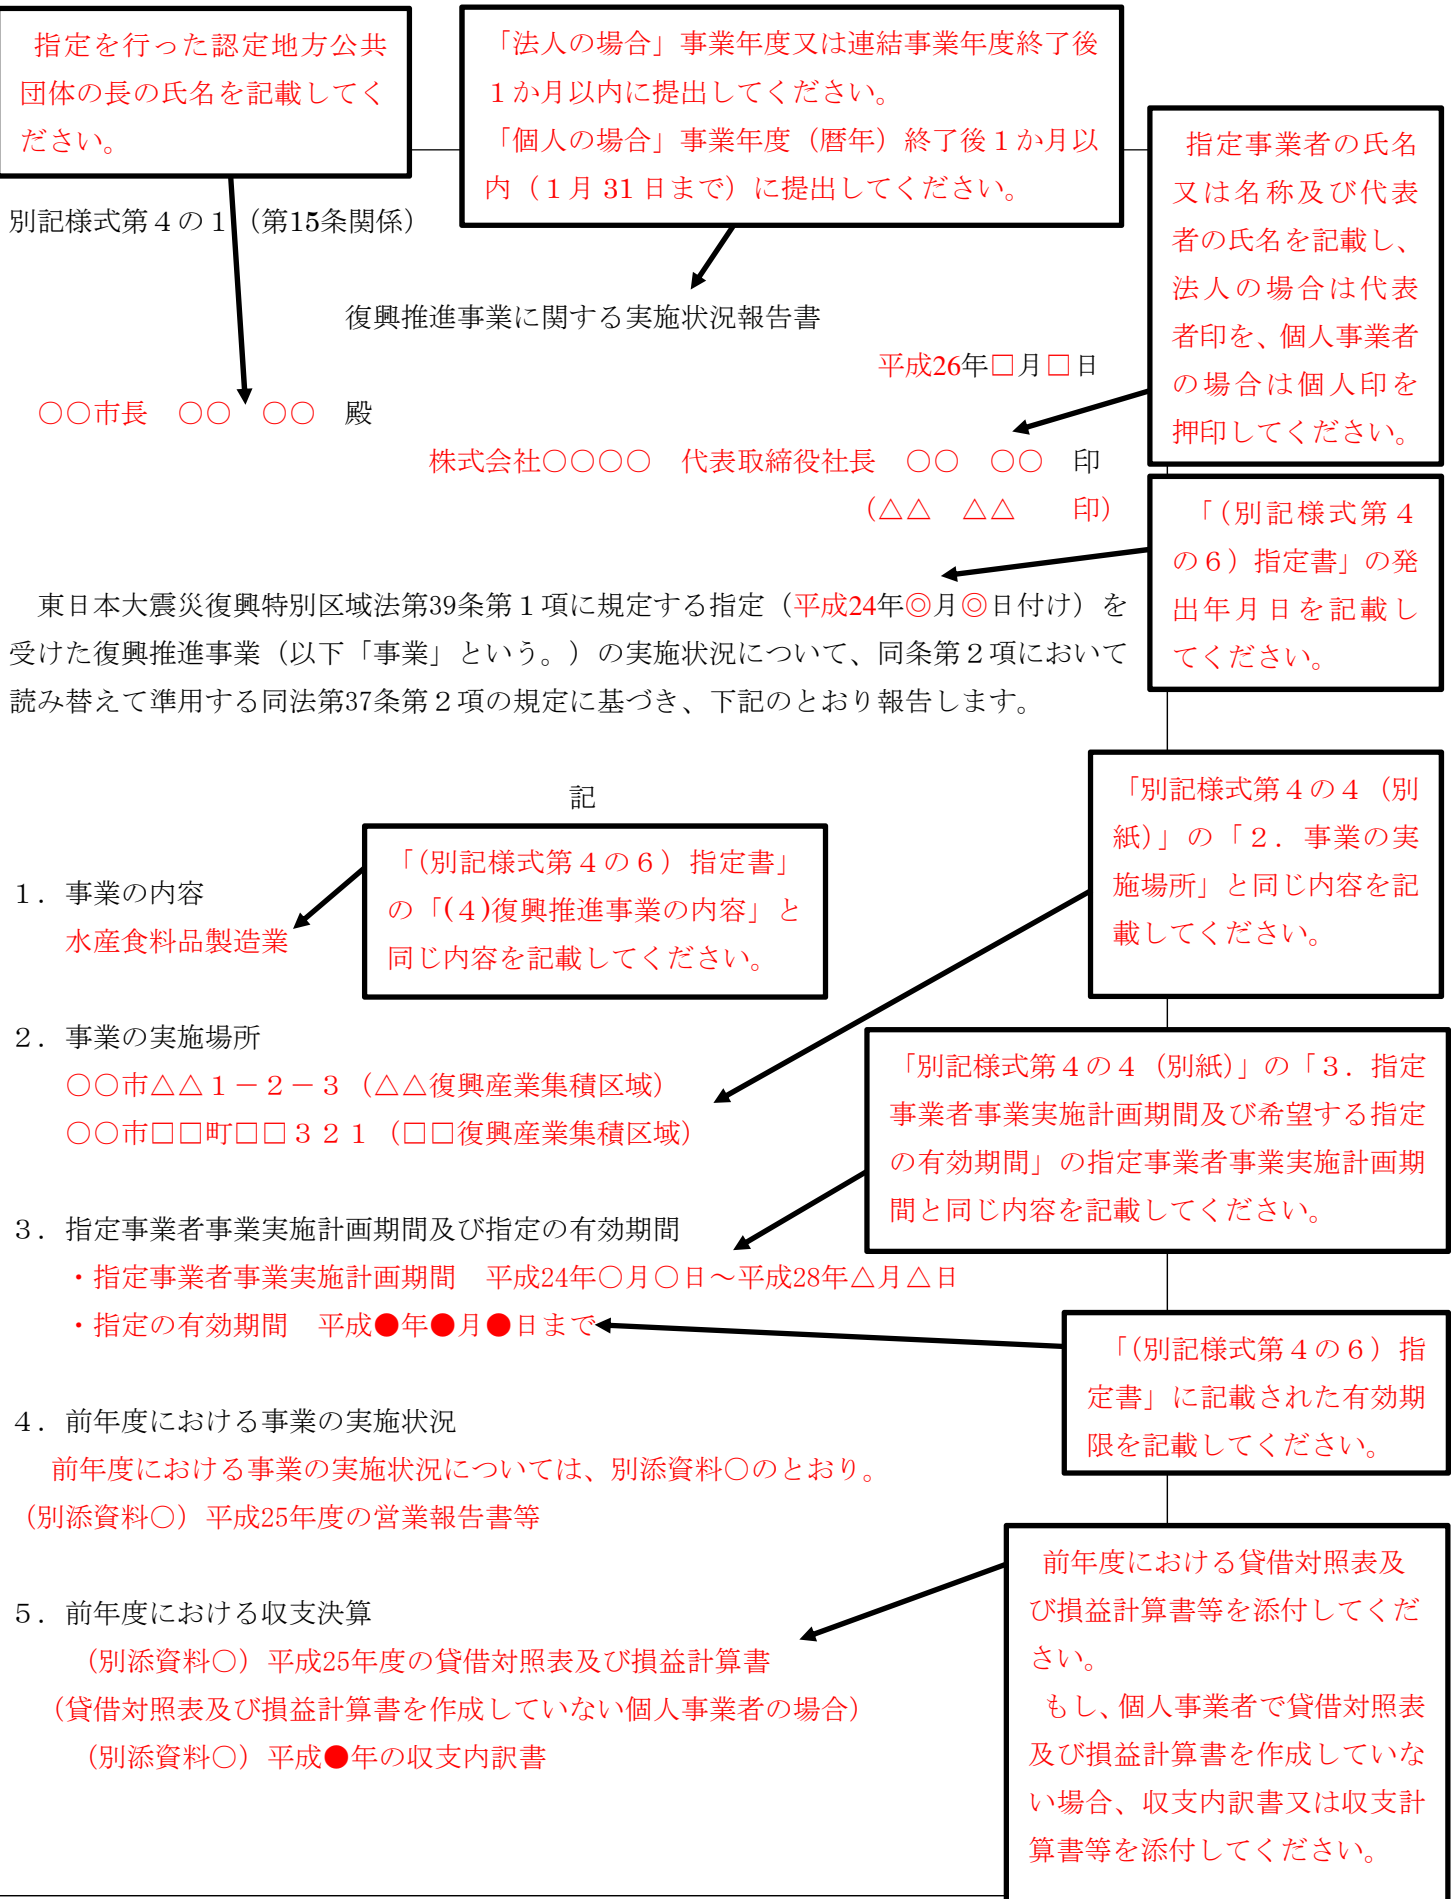 指定を行った認定地方公共
団体の長の氏名を記載してく
ださい。
「法人の場合」事業年度又は連結事業年度終了後
１か月以内に提出してください。
「個人の場合」事業年度（暦年）終了後１か月以
内（１月 31 日まで）に提出してください。
指定事業者の氏名
又は名称及び代表
者の氏名を記載し、
法人の場合は代表
者印を、個人事業者
の場合は個人印を
押印してください。
別記様式第４の１（第15条関係）
復興推進事業に関する実施状況報告書
平成26年□月□日
○○市長　○○　○○　殿
株式会社○○○○　代表取締役社長　○○　○○　印
（△△　△△　　印）
「(別記様式第４
の６）指定書」の発
出年月日を記載し
てください。
東日本大震災復興特別区域法第39条第１項に規定する指定（平成24年◎月◎日付け）を
受けた復興推進事業（以下「事業」という。）の実施状況について、同条第２項において
読み替えて準用する同法第37条第２項の規定に基づき、下記のとおり報告します。
記
「(別記様式第４の６）指定書」
の「(４)復興推進事業の内容」と
同じ内容を記載してください。
「別記様式第４の４（別
紙)」の「２．事業の実
施場所」と同じ内容を記
載してください。
１．事業の内容
水産食料品製造業
２．事業の実施場所
○○市△△１－２－３（△△復興産業集積区域）
○○市□□町□□３２１（□□復興産業集積区域）
「別記様式第４の４（別紙)」の「３．指定
事業者事業実施計画期間及び希望する指定
の有効期間」の指定事業者事業実施計画期
間と同じ内容を記載してください。
３．指定事業者事業実施計画期間及び指定の有効期間
・指定事業者事業実施計画期間　平成24年○月○日～平成28年△月△日
・指定の有効期間　平成●年●月●日まで
「(別記様式第４の６）指
定書」に記載された有効期
限を記載してください。
４．前年度における事業の実施状況
前年度における事業の実施状況については、別添資料○のとおり。
（別添資料○）平成25年度の営業報告書等
５．前年度における収支決算
（別添資料○）平成25年度の貸借対照表及び損益計算書
（貸借対照表及び損益計算書を作成していない個人事業者の場合）
（別添資料○）平成●年の収支内訳書
前年度における貸借対照表及
び損益計算書等を添付してくだ
さい。
もし、個人事業者で貸借対照表
及び損益計算書を作成していな
い場合、収支内訳書又は収支計
算書等を添付してください。